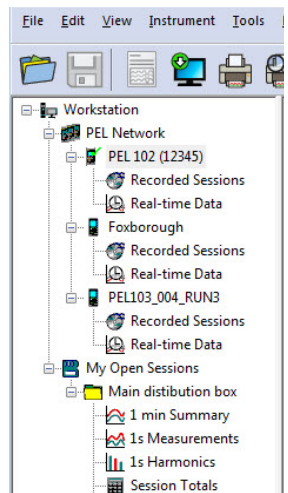 File Edit View Instrument Tools
Workstation
PEL Network
PEL 102 (12345)
Recorded Sessions
Real-time Data
Foxborough
Recorded Sessions
Real-time Data
PEL103_004_RUN3
Recorded Sessions
Real-time Data
My Open Sessions
Main distibution box
1 min Summary
1s Measurements
1s Harmonics
Session Totals